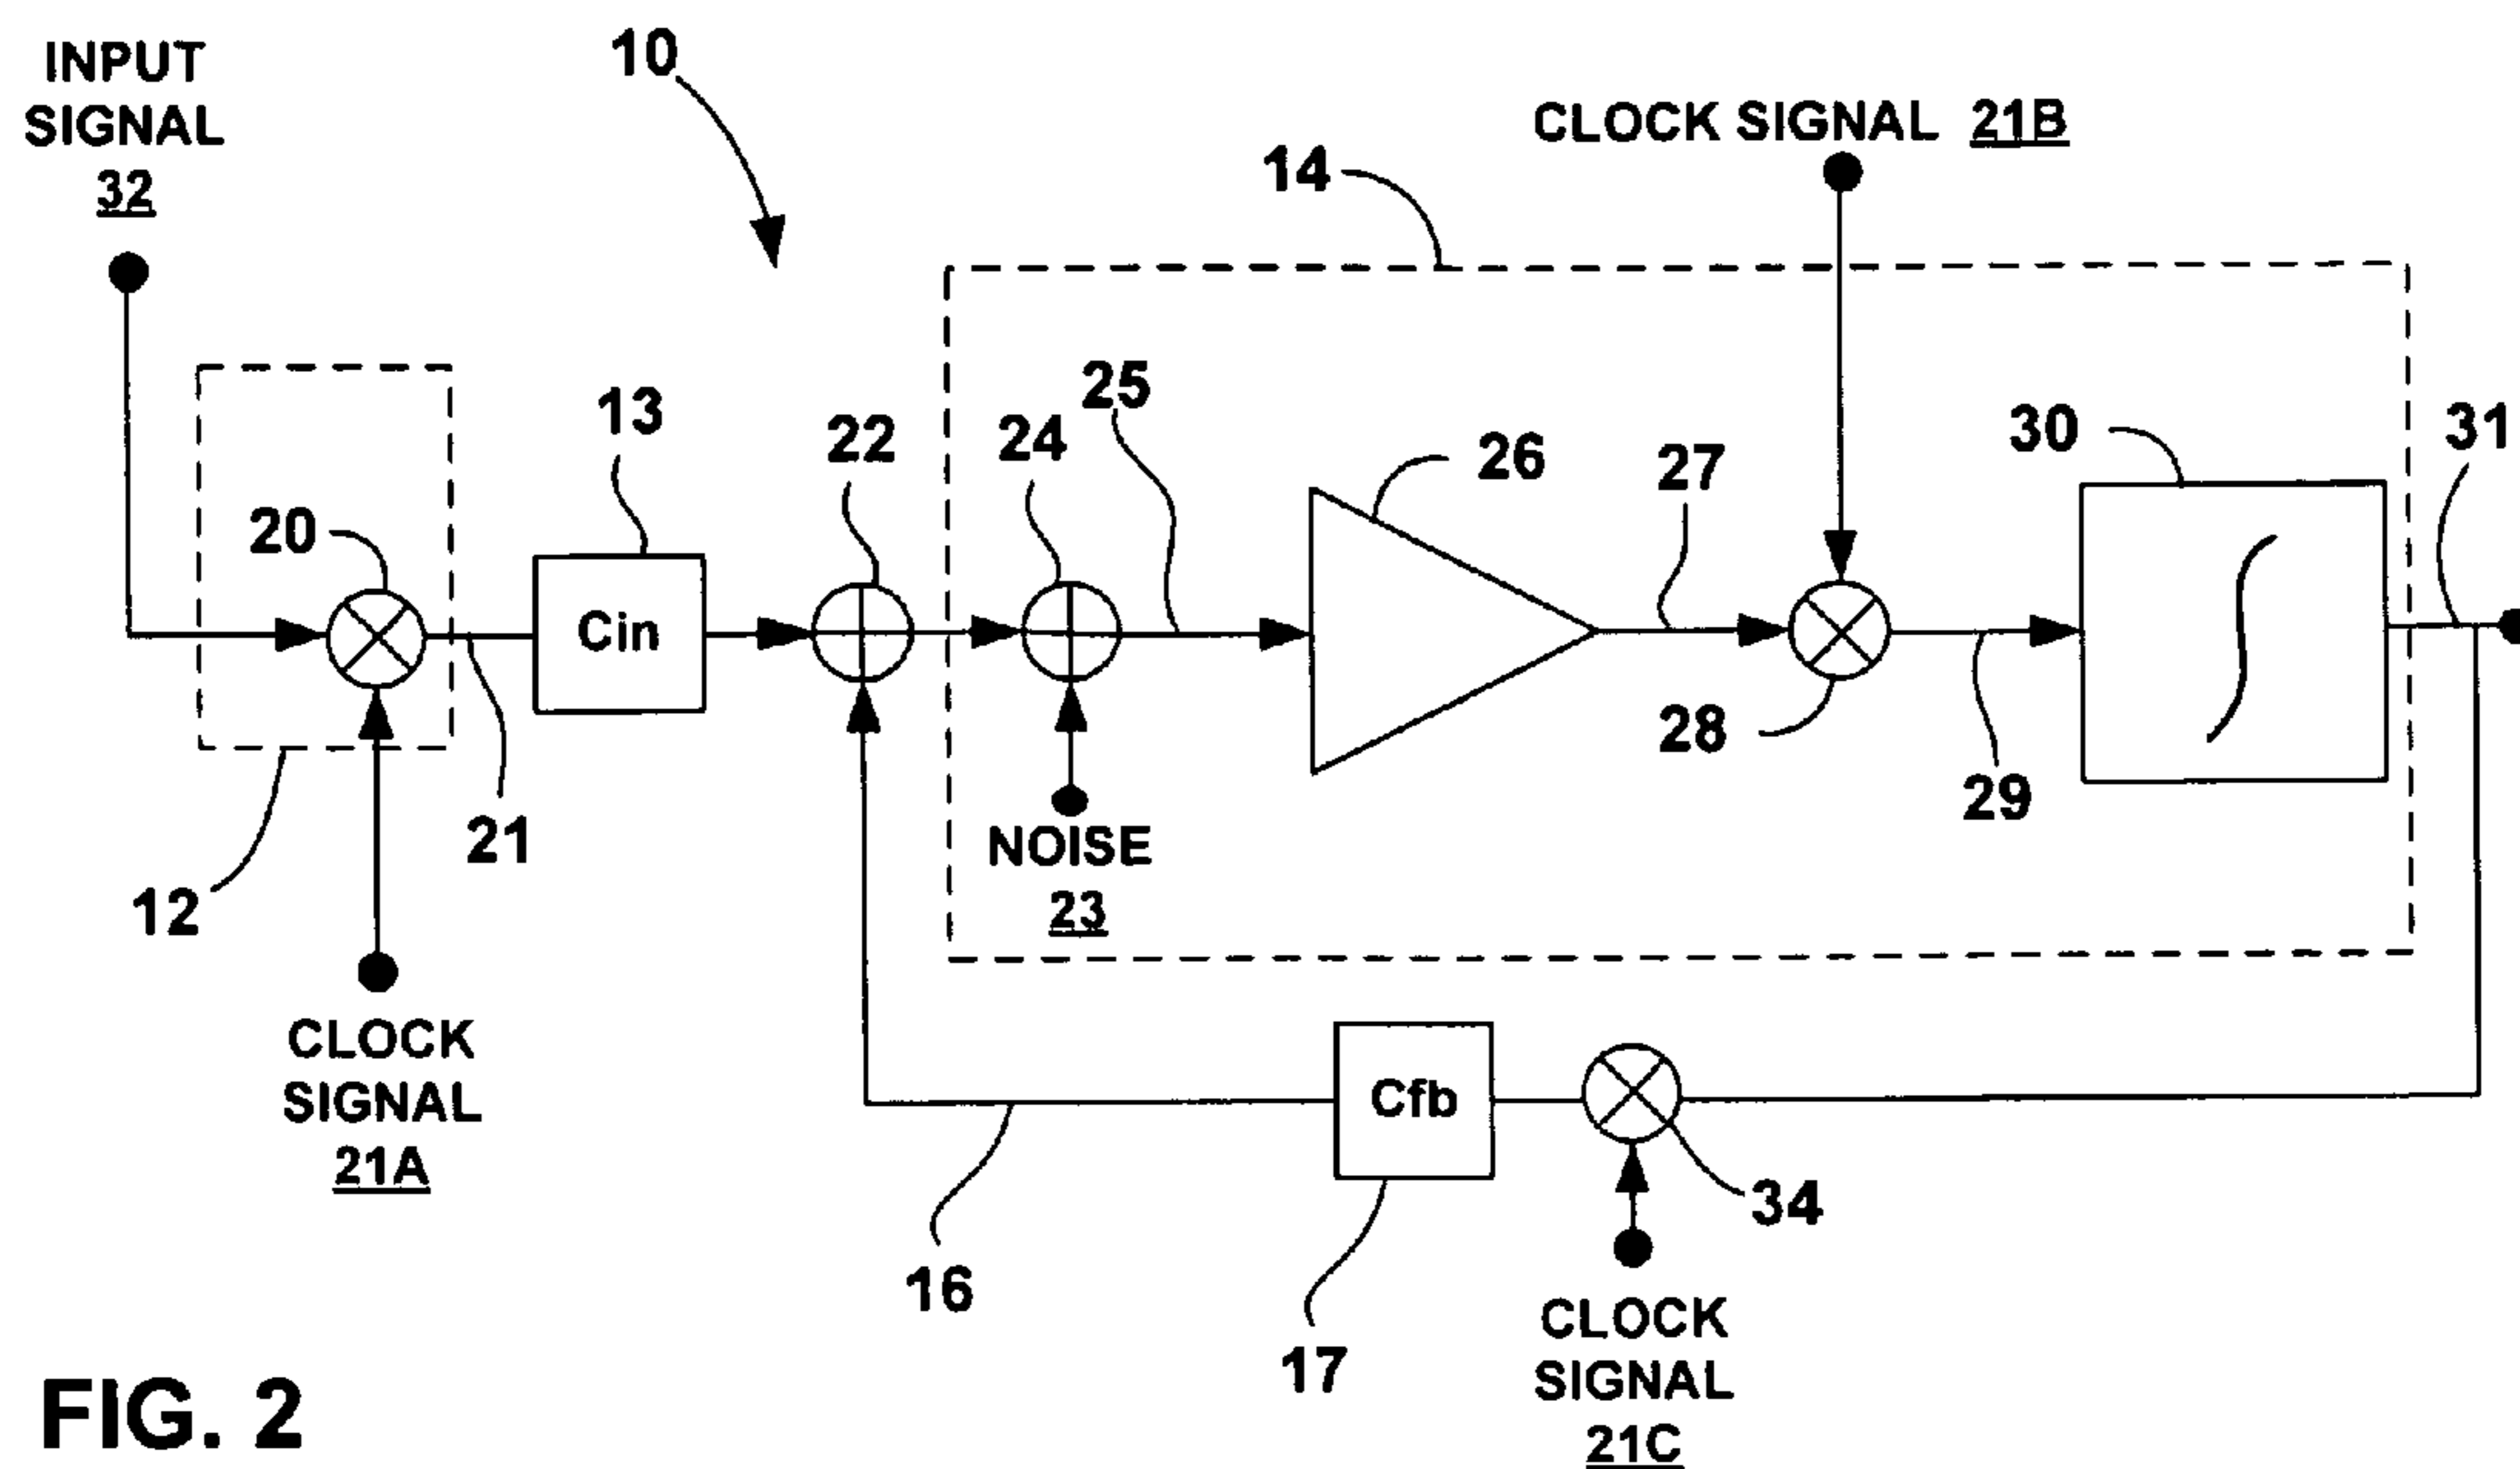 INPUT
SIGNAL
32
10
CLOCK SIGNAL 21B
14
13
22
24
25
26
27
30
31
20
28
29
21
12
NOISE
23
CLOCK
SIGNAL
21A
Cin
Cfb
34
16
17
CLOCK
SIGNAL
21C
FIG. 2